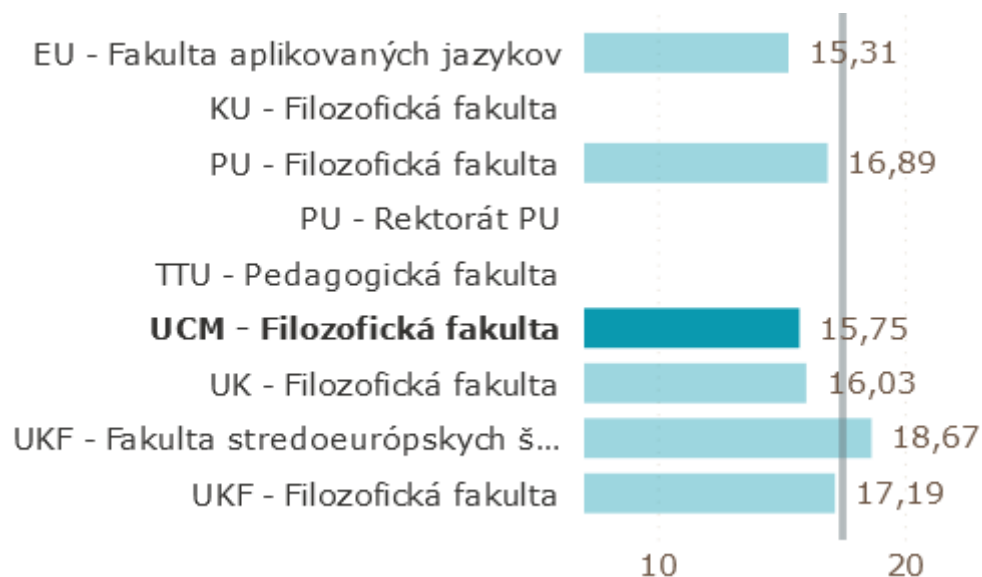 EU - Fakulta aplikovaných jazykov 15,31
KU - Filozofická fakulta
PU - Filozofická fakulta 16,89
PU - Rektorát PU
TTU - Pedagogická fakulta
UCM - Filozofická fakulta 15,75
UK - Filozofická fakulta 16,03
UKF - Fakulta stredoeurópskych š... 18,67
UKF - Filozofická fakulta 17,19
10 20